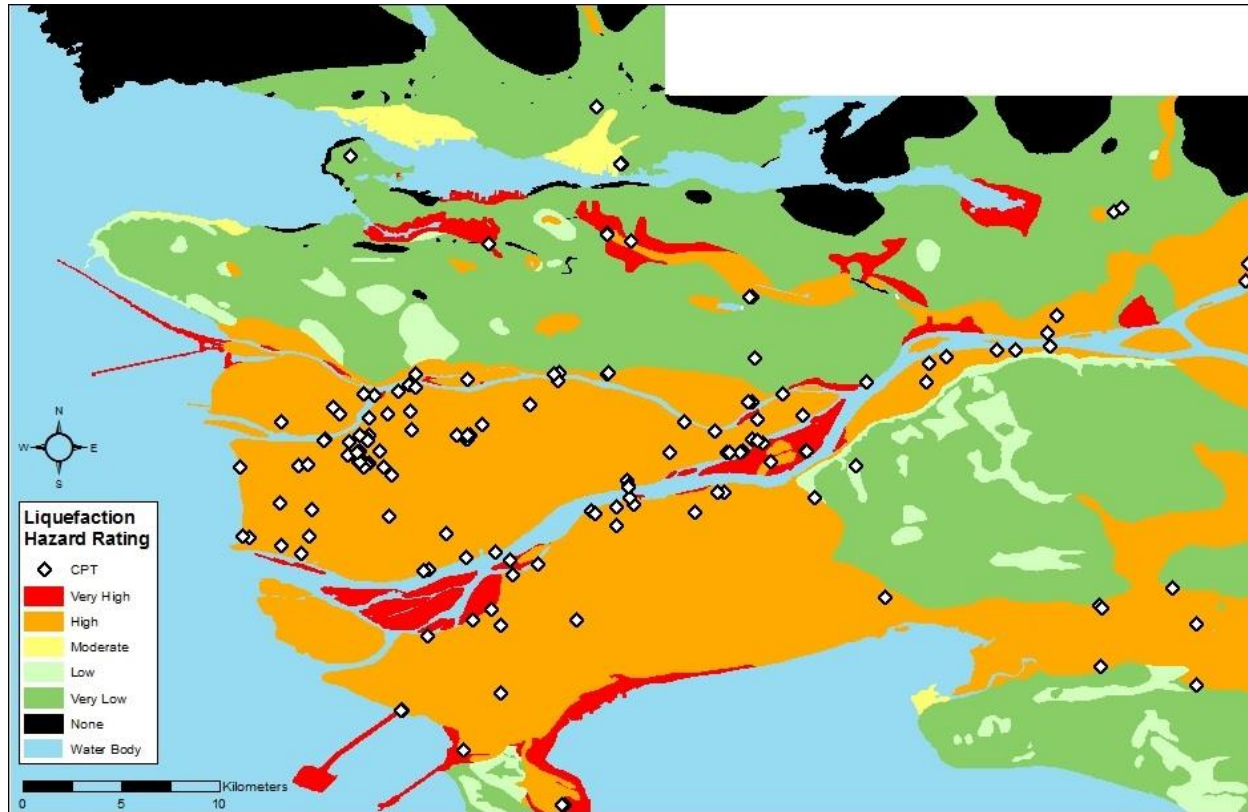 N
W E
S
Liquefaction
Hazard Rating
CPT
Very High
High
Moderate
Low
Very Low
None
Water Body
Kilometers
0 5 10